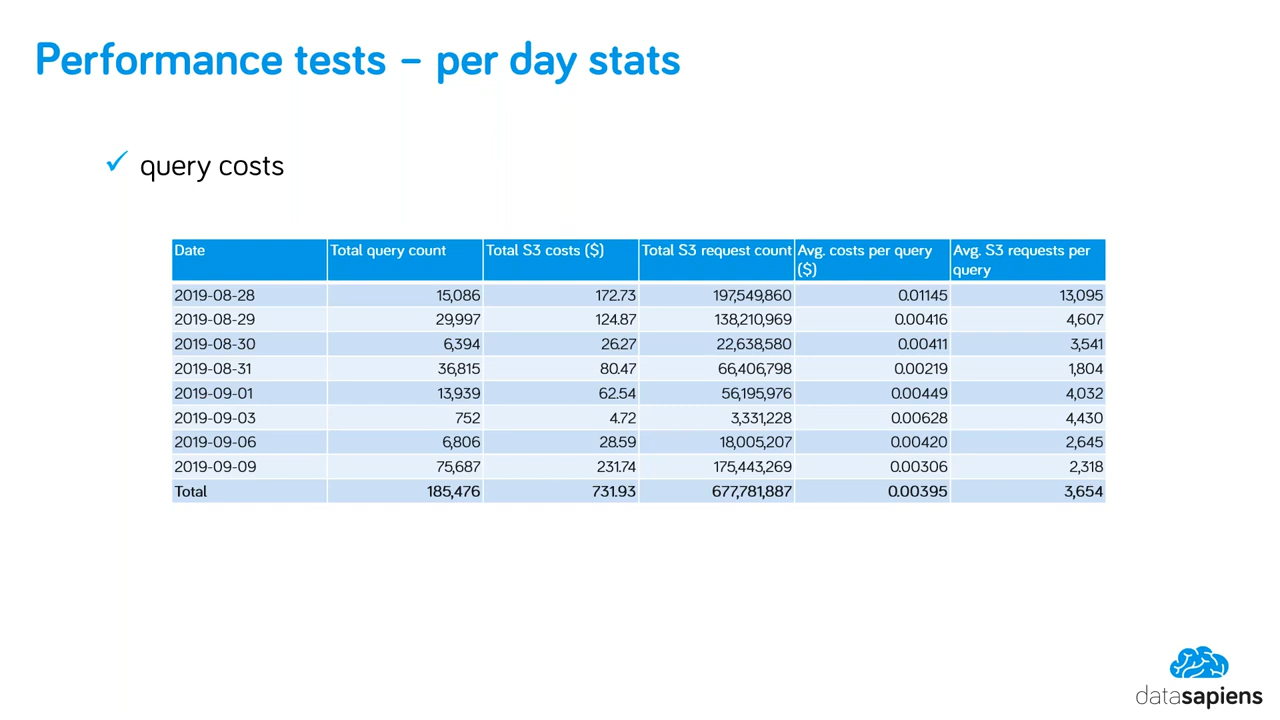 Performance tests – per day stats
✓ query costs
Date Total query count Total S3 costs ($) Total S3 request count Avg. costs per query ($) Avg. S3 requests per query
2019-08-28 15,086 172.73 197,549,860 0.01145 13,095
2019-08-29 29,997 124.87 138,210,969 0.00416 4,607
2019-08-30 6,394 26.27 22,638,580 0.00411 3,541
2019-08-31 36,815 80.47 66,406,798 0.00219 1,804
2019-09-01 13,939 62.54 56,195,976 0.00449 4,032
2019-09-03 752 4.72 3,331,228 0.00628 4,430
2019-09-06 6,806 28.59 18,005,207 0.00420 2,645
2019-09-09 75,687 231.74 175,443,269 0.00306 2,318
Total 185,476 731.93 677,781,887 0.00395 3,654
datasapiens